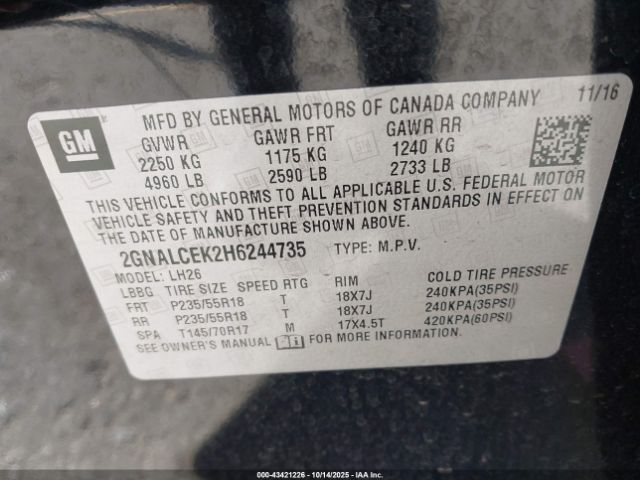 GM
MFD BY GENERAL MOTORS OF CANADA COMPANY 11/16
GVWR GAWR FRT GAWR RR
2250 KG 1175 KG 1240 KG
4960 LB 2590 LB 2733 LB
THIS VEHICLE CONFORMS TO ALL APPLICABLE U.S. FEDERAL MOTOR
VEHICLE SAFETY AND THEFT PREVENTION STANDARDS IN EFFECT ON
THE DATE OF MANUFACTURE SHOWN ABOVE.
2GNALCEK2H6244735 TYPE: M.P.V.
MODEL: LH26
LBBG TIRE SIZE SPEED RTG RIM COLD TIRE PRESSURE
FRT P235/55R18 T 18X7J 240KPA(35PSI)
RR P235/55R18 T 18X7J 240KPA(35PSI)
SPA T145/70R17 M 17X4.5T 420KPA(60PSI)
SEE OWNER'S MANUAL FOR MORE INFORMATION.
000-43421226 - 10/14/2025 - IAA Inc.